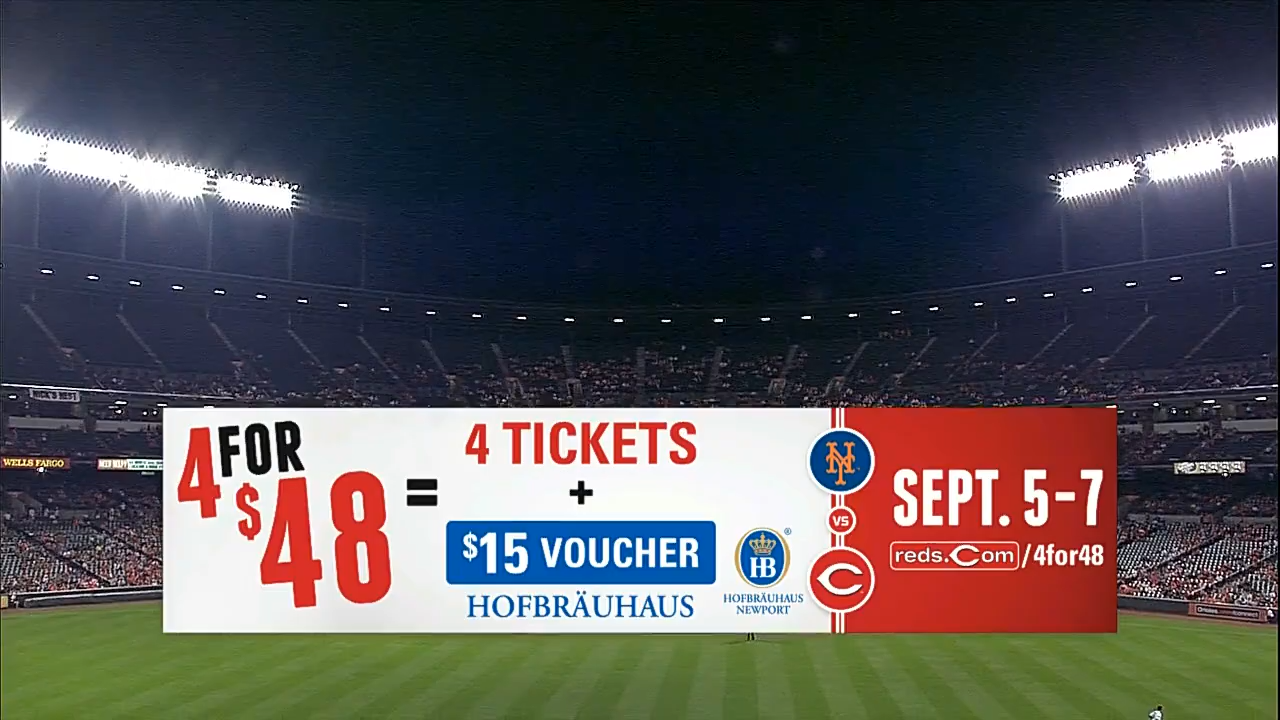 4 FOR
$48
=
4 TICKETS
+
$15 VOUCHER
HOFBRÄUHAUS
HB
®
HOFBRÄUHAUS
NEWPORT
NY
VS
C
SEPT. 5-7
reds.Com/4for48
WELLS FARGO